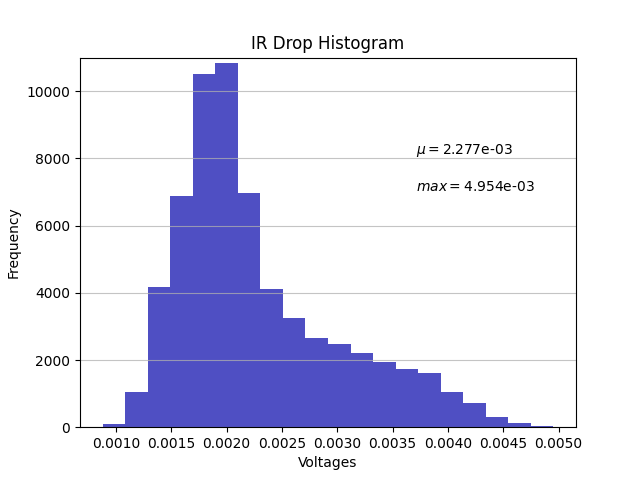 IR Drop Histogram
10000
8000
6000
4000
2000
0
Frequency
μ = 2.277e-03
max = 4.954e-03
0.0010 0.0015 0.0020 0.0025 0.0030 0.0035 0.0040 0.0045 0.0050
Voltages